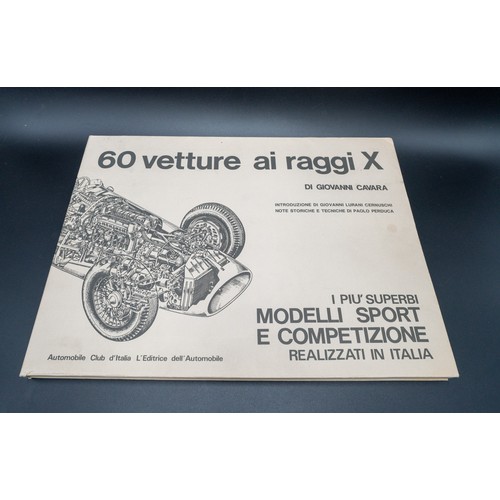 60 vetture ai raggi X
DI GIOVANNI CAVARA
INTRODUZIONE DI GIOVANNI LURANI CERNUSCHI
NOTE STORICHE E TECNICHE DI PAOLO PERDUCA
I PIU' SUPERBI
MODELLI SPORT
E COMPETIZIONE
REALIZZATI IN ITALIA
Automobile Club d'Italia L'Editrice dell'Automobile